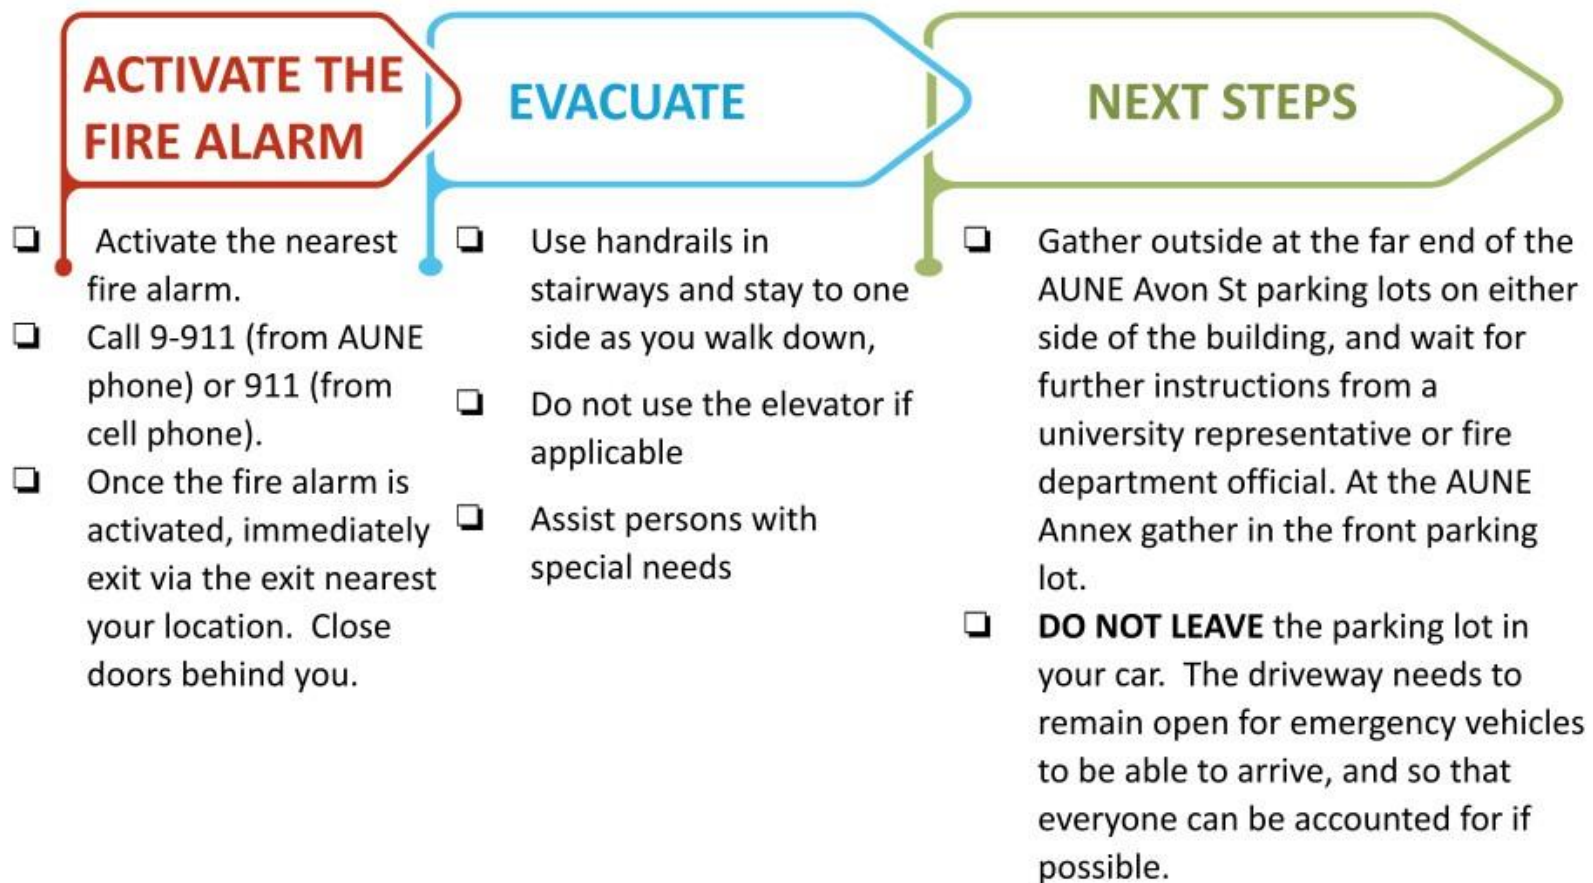 ACTIVATE THE
FIRE ALARM
Activate the nearest
fire alarm.
Call 9-911 (from AUNE
phone) or 911 (from
cell phone).
Once the fire alarm is
activated, immediately
exit via the exit nearest
your location.  Close
doors behind you.
EVACUATE
Use handrails in
stairways and stay to one
side as you walk down,
Do not use the elevator if
applicable
Assist persons with
special needs
NEXT STEPS
Gather outside at the far end of the
AUNE Avon St parking lots on either
side of the building, and wait for
further instructions from a
university representative or fire
department official. At the AUNE
Annex gather in the front parking
lot.
DO NOT LEAVE the parking lot in
your car.  The driveway needs to
remain open for emergency vehicles
to be able to arrive, and so that
everyone can be accounted for if
possible.